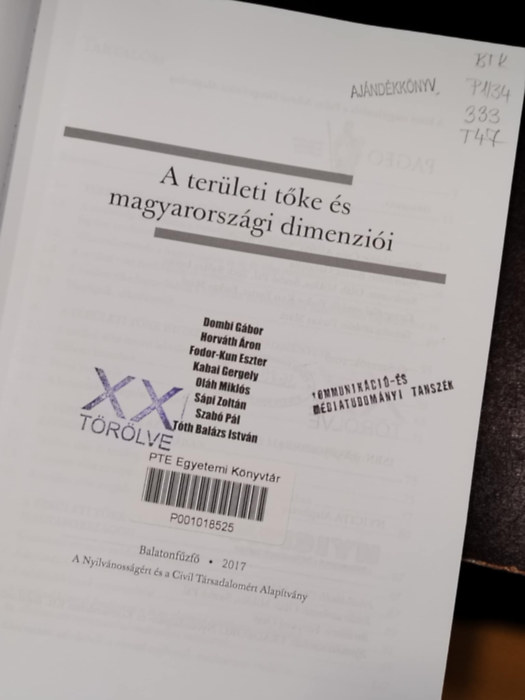 BTK
AJÁNDÉKKÖNYV
333
T47
A területi tőke és
magyarországi dimenziói
Dombi Gábor
Horváth Áron
Fodor-Kun Eszter
Kabai Gergely
Oláh Miklós
Sápi Zoltán
Szabó Pál
Tóth Balázs István
XX
TÖRÖLVE
KOMMUNIKÁCIÓ-ÉS
MÉDIATUDOMÁNYI TANSZÉK
PTE Egyetemi Könyvtár
P001018525
Balatonfűzfő • 2017
A Nyilvánosságért és a Civil Társadalomért Alapítvány